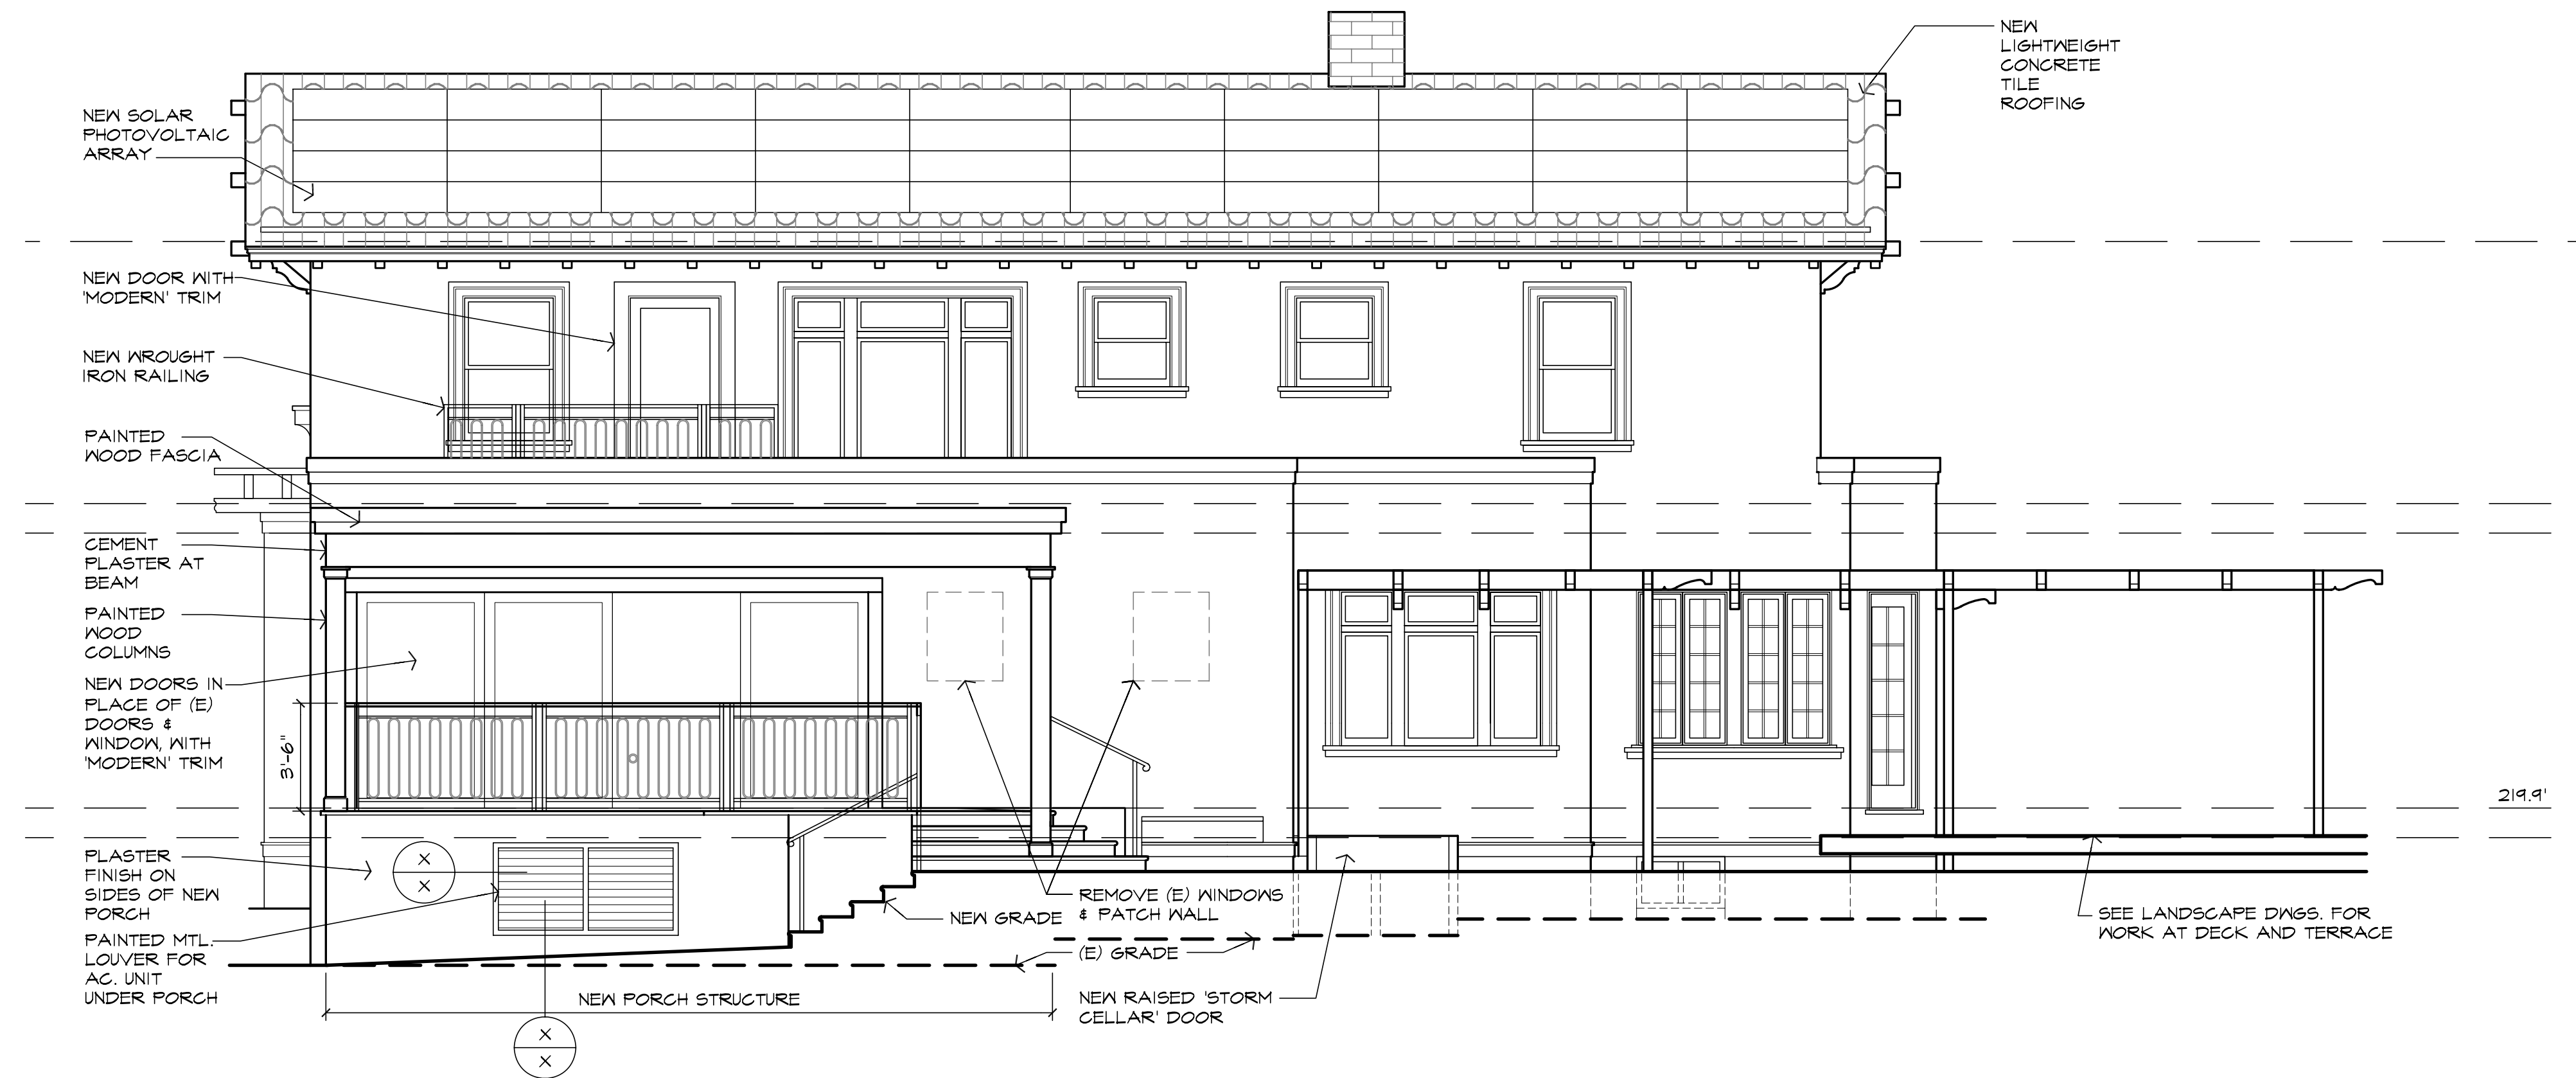 NEW
LIGHTWEIGHT
CONCRETE
TILE
ROOFING
NEW SOLAR
PHOTOVOLTAIC
ARRAY
NEW DOOR WITH
'MODERN' TRIM
NEW WROUGHT
IRON RAILING
PAINTED
WOOD FASCIA
CEMENT
PLASTER AT
BEAM
PAINTED
WOOD
COLUMNS
NEW DOORS IN
PLACE OF (E)
DOORS &
WINDOW, WITH
'MODERN' TRIM
3'-6"
219.9'
PLASTER
FINISH ON
SIDES OF NEW
PORCH
X
X
PAINTED MTL.
LOUVER FOR
AC. UNIT
UNDER PORCH
NEW GRADE
REMOVE (E) WINDOWS
& PATCH WALL
(E) GRADE
SEE LANDSCAPE DWGS. FOR
WORK AT DECK AND TERRACE
NEW PORCH STRUCTURE
NEW RAISED 'STORM
CELLAR' DOOR
X
X